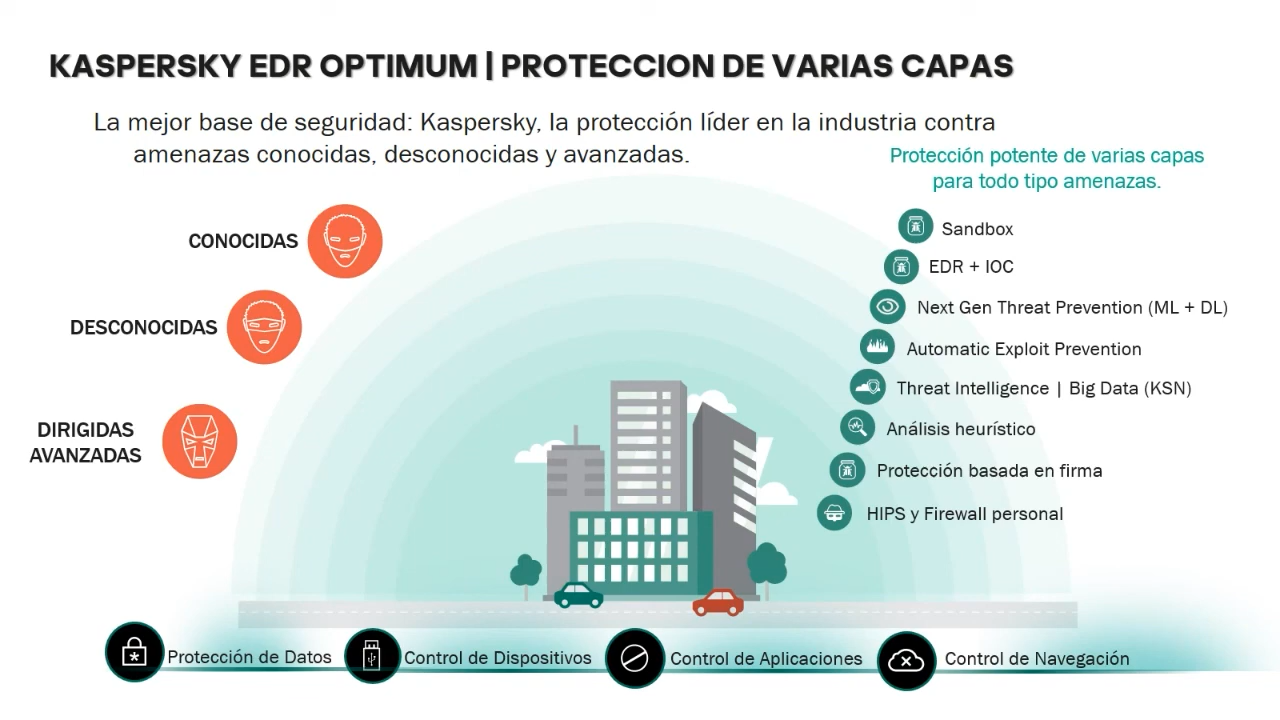 KASPERSKY EDR OPTIMUM | PROTECCION DE VARIAS CAPAS
La mejor base de seguridad: Kaspersky, la protección líder en la industria contra
amenazas conocidas, desconocidas y avanzadas.
Protección potente de varias capas
para todo tipo amenazas.
CONOCIDAS
DESCONOCIDAS
DIRIGIDAS
AVANZADAS
Sandbox
EDR + IOC
Next Gen Threat Prevention (ML + DL)
Automatic Exploit Prevention
Threat Intelligence | Big Data (KSN)
Análisis heurístico
Protección basada en firma
HIPS y Firewall personal
Protección de Datos
Control de Dispositivos
Control de Aplicaciones
Control de Navegación